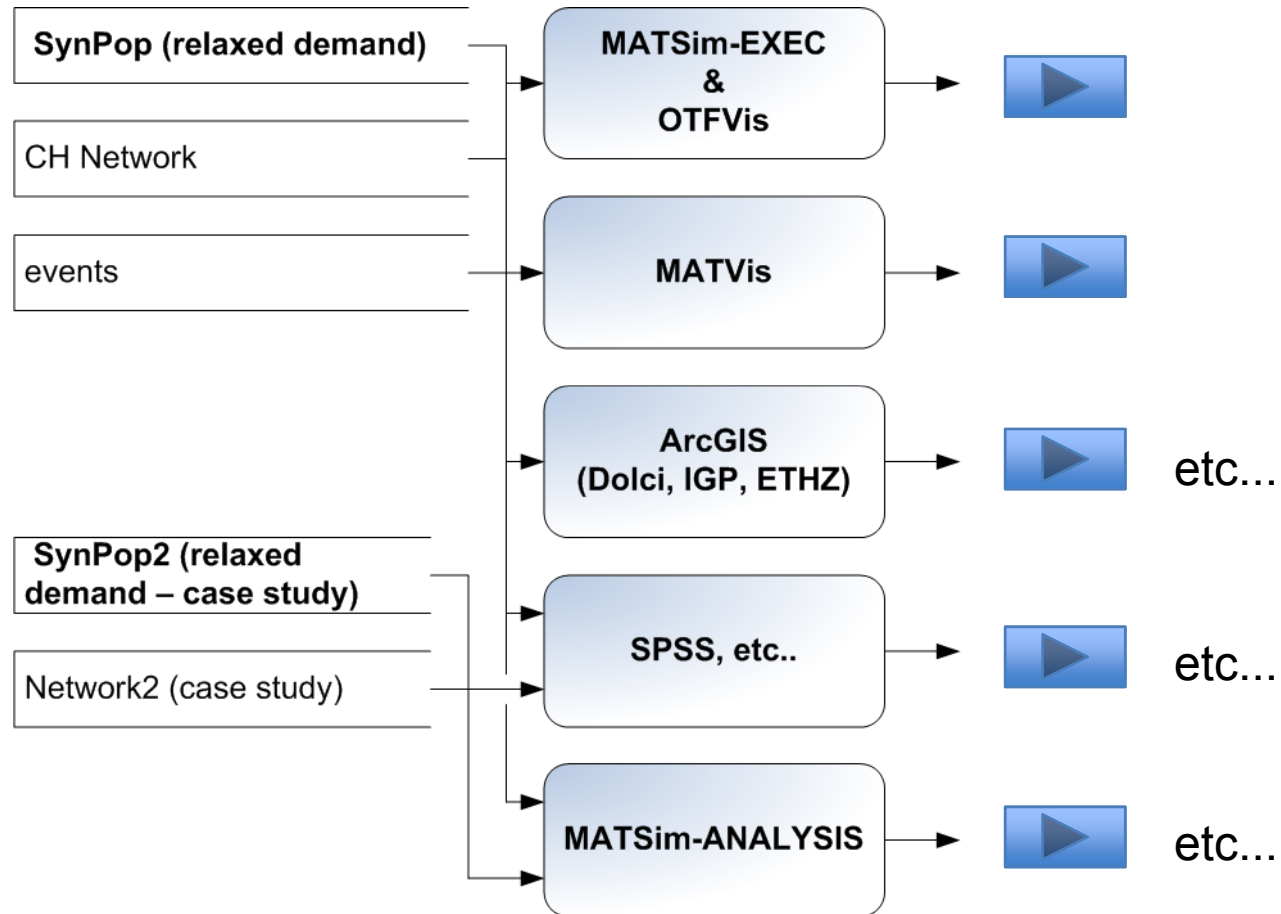 SynPop (relaxed demand)
CH Network
events
SynPop2 (relaxed
demand – case study)
Network2 (case study)
MATSim-EXEC
&
OTFVis
MATVis
ArcGIS
(Dolci, IGP, ETHZ)
etc...
SPSS, etc..
etc...
MATSim-ANALYSIS
etc...